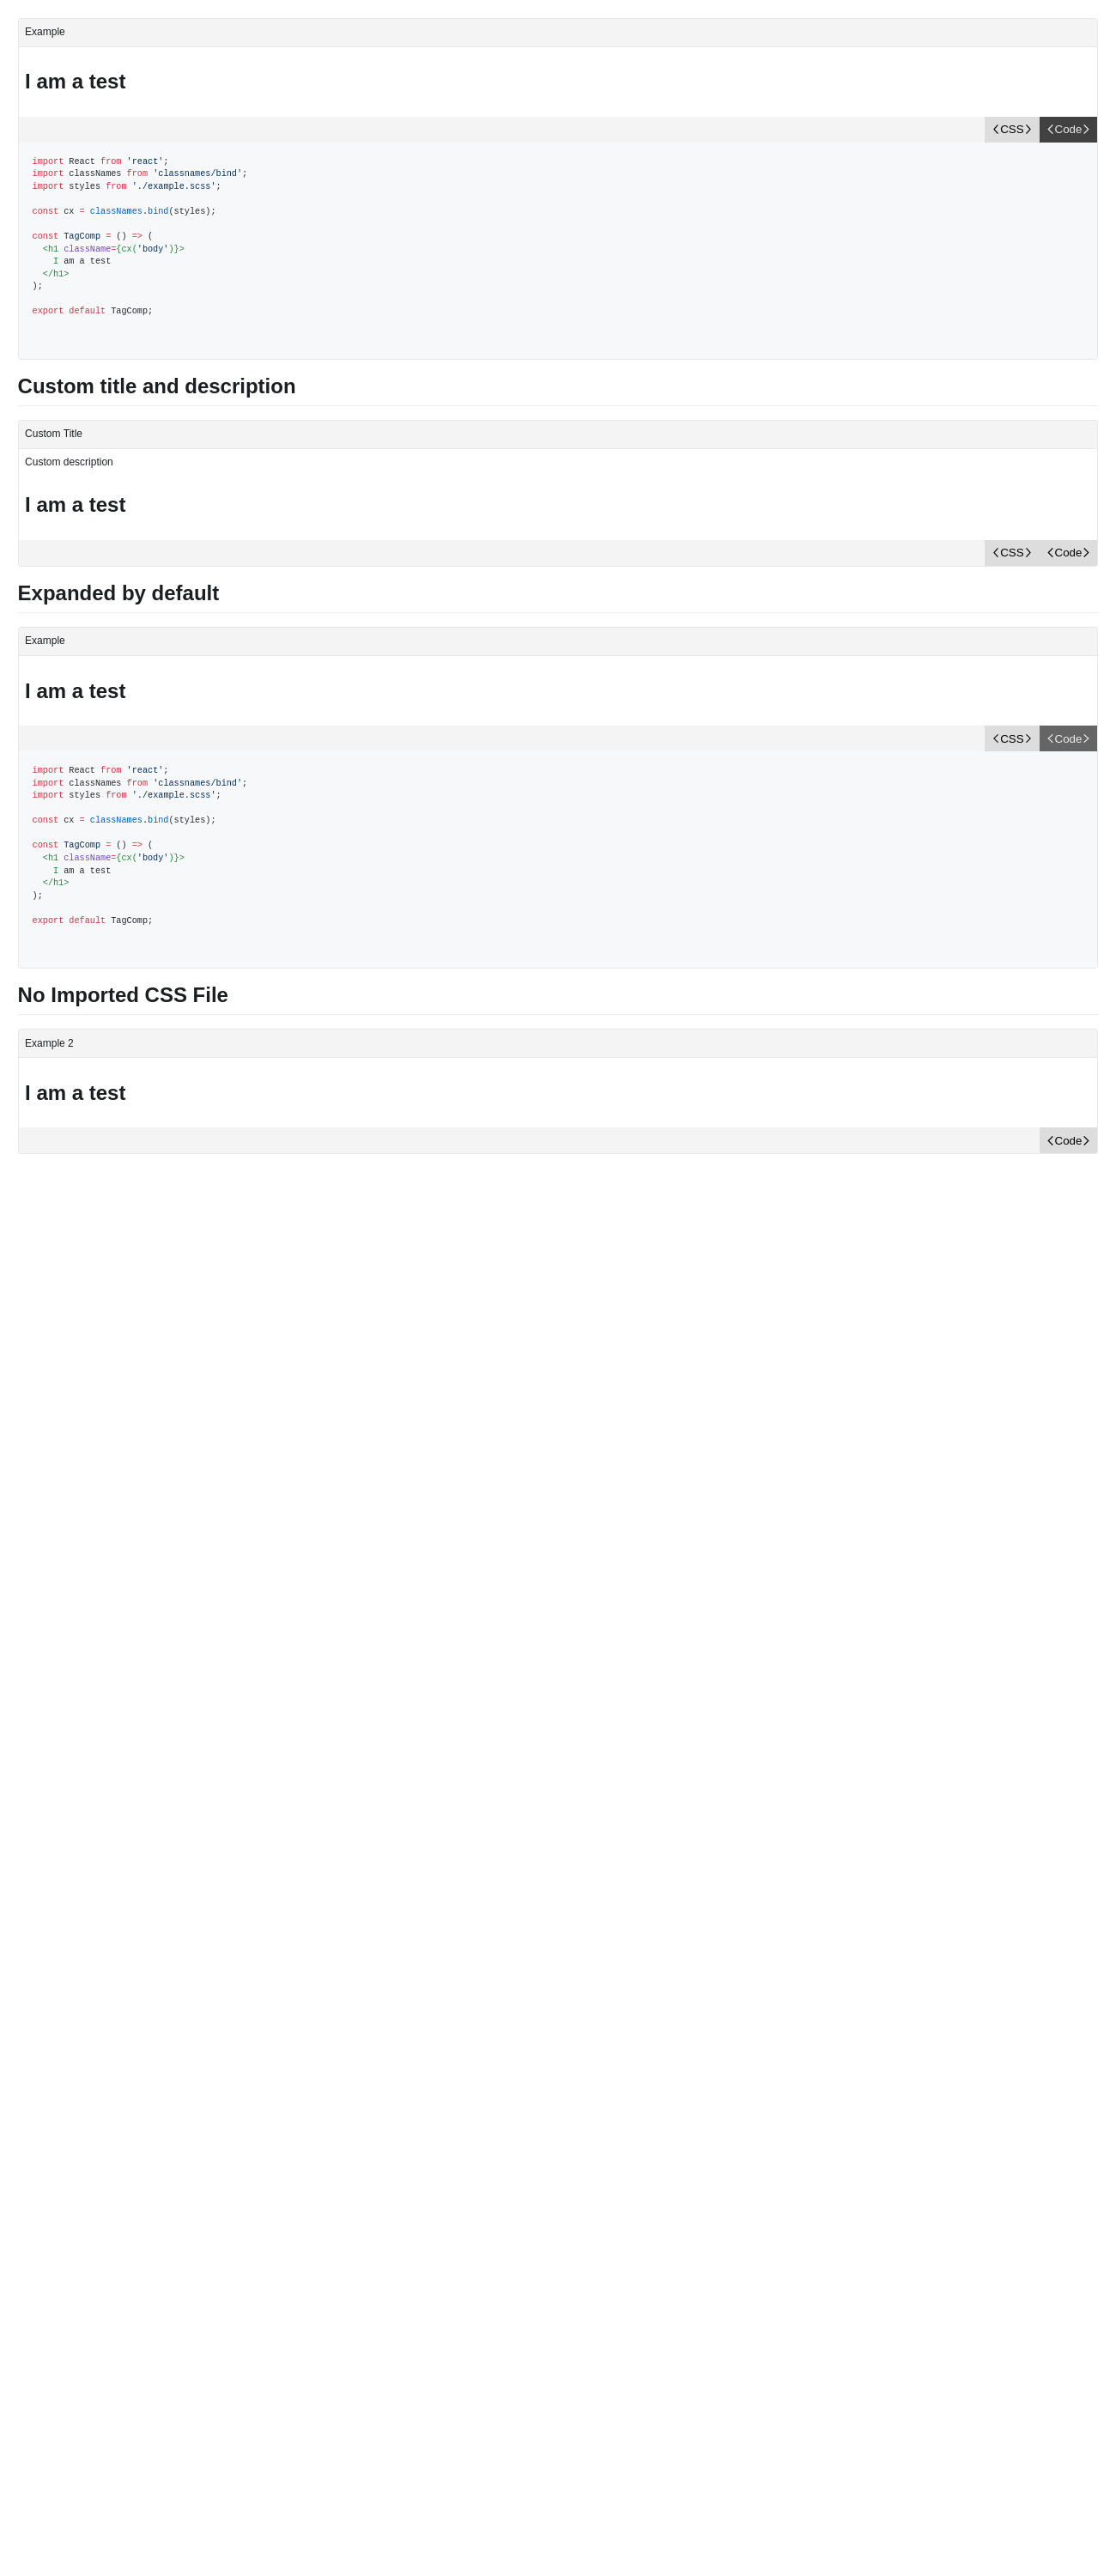 Example
I am a test
CSS Code
import React from 'react';
import classNames from 'classnames/bind';
import styles from './example.scss';
const cx = classNames.bind(styles);
const TagComp = () => (
<h1 className={cx('body')}>
I am a test
</h1>
);
export default TagComp;
Custom title and description
Custom Title
Custom description
I am a test
CSS Code
Expanded by default
Example
I am a test
CSS Code
import React from 'react';
import classNames from 'classnames/bind';
import styles from './example.scss';
const cx = classNames.bind(styles);
const TagComp = () => (
<h1 className={cx('body')}>
I am a test
</h1>
);
export default TagComp;
No Imported CSS File
Example 2
I am a test
Code